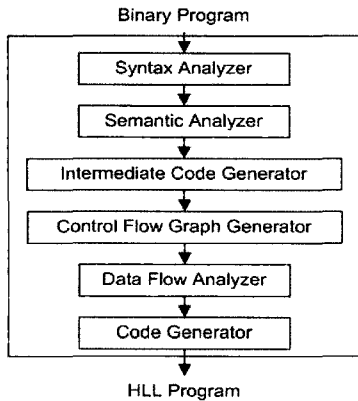 Binary Program
Syntax Analyzer
Semantic Analyzer
Intermediate Code Generator
Control Flow Graph Generator
Data Flow Analyzer
Code Generator
HLL Program